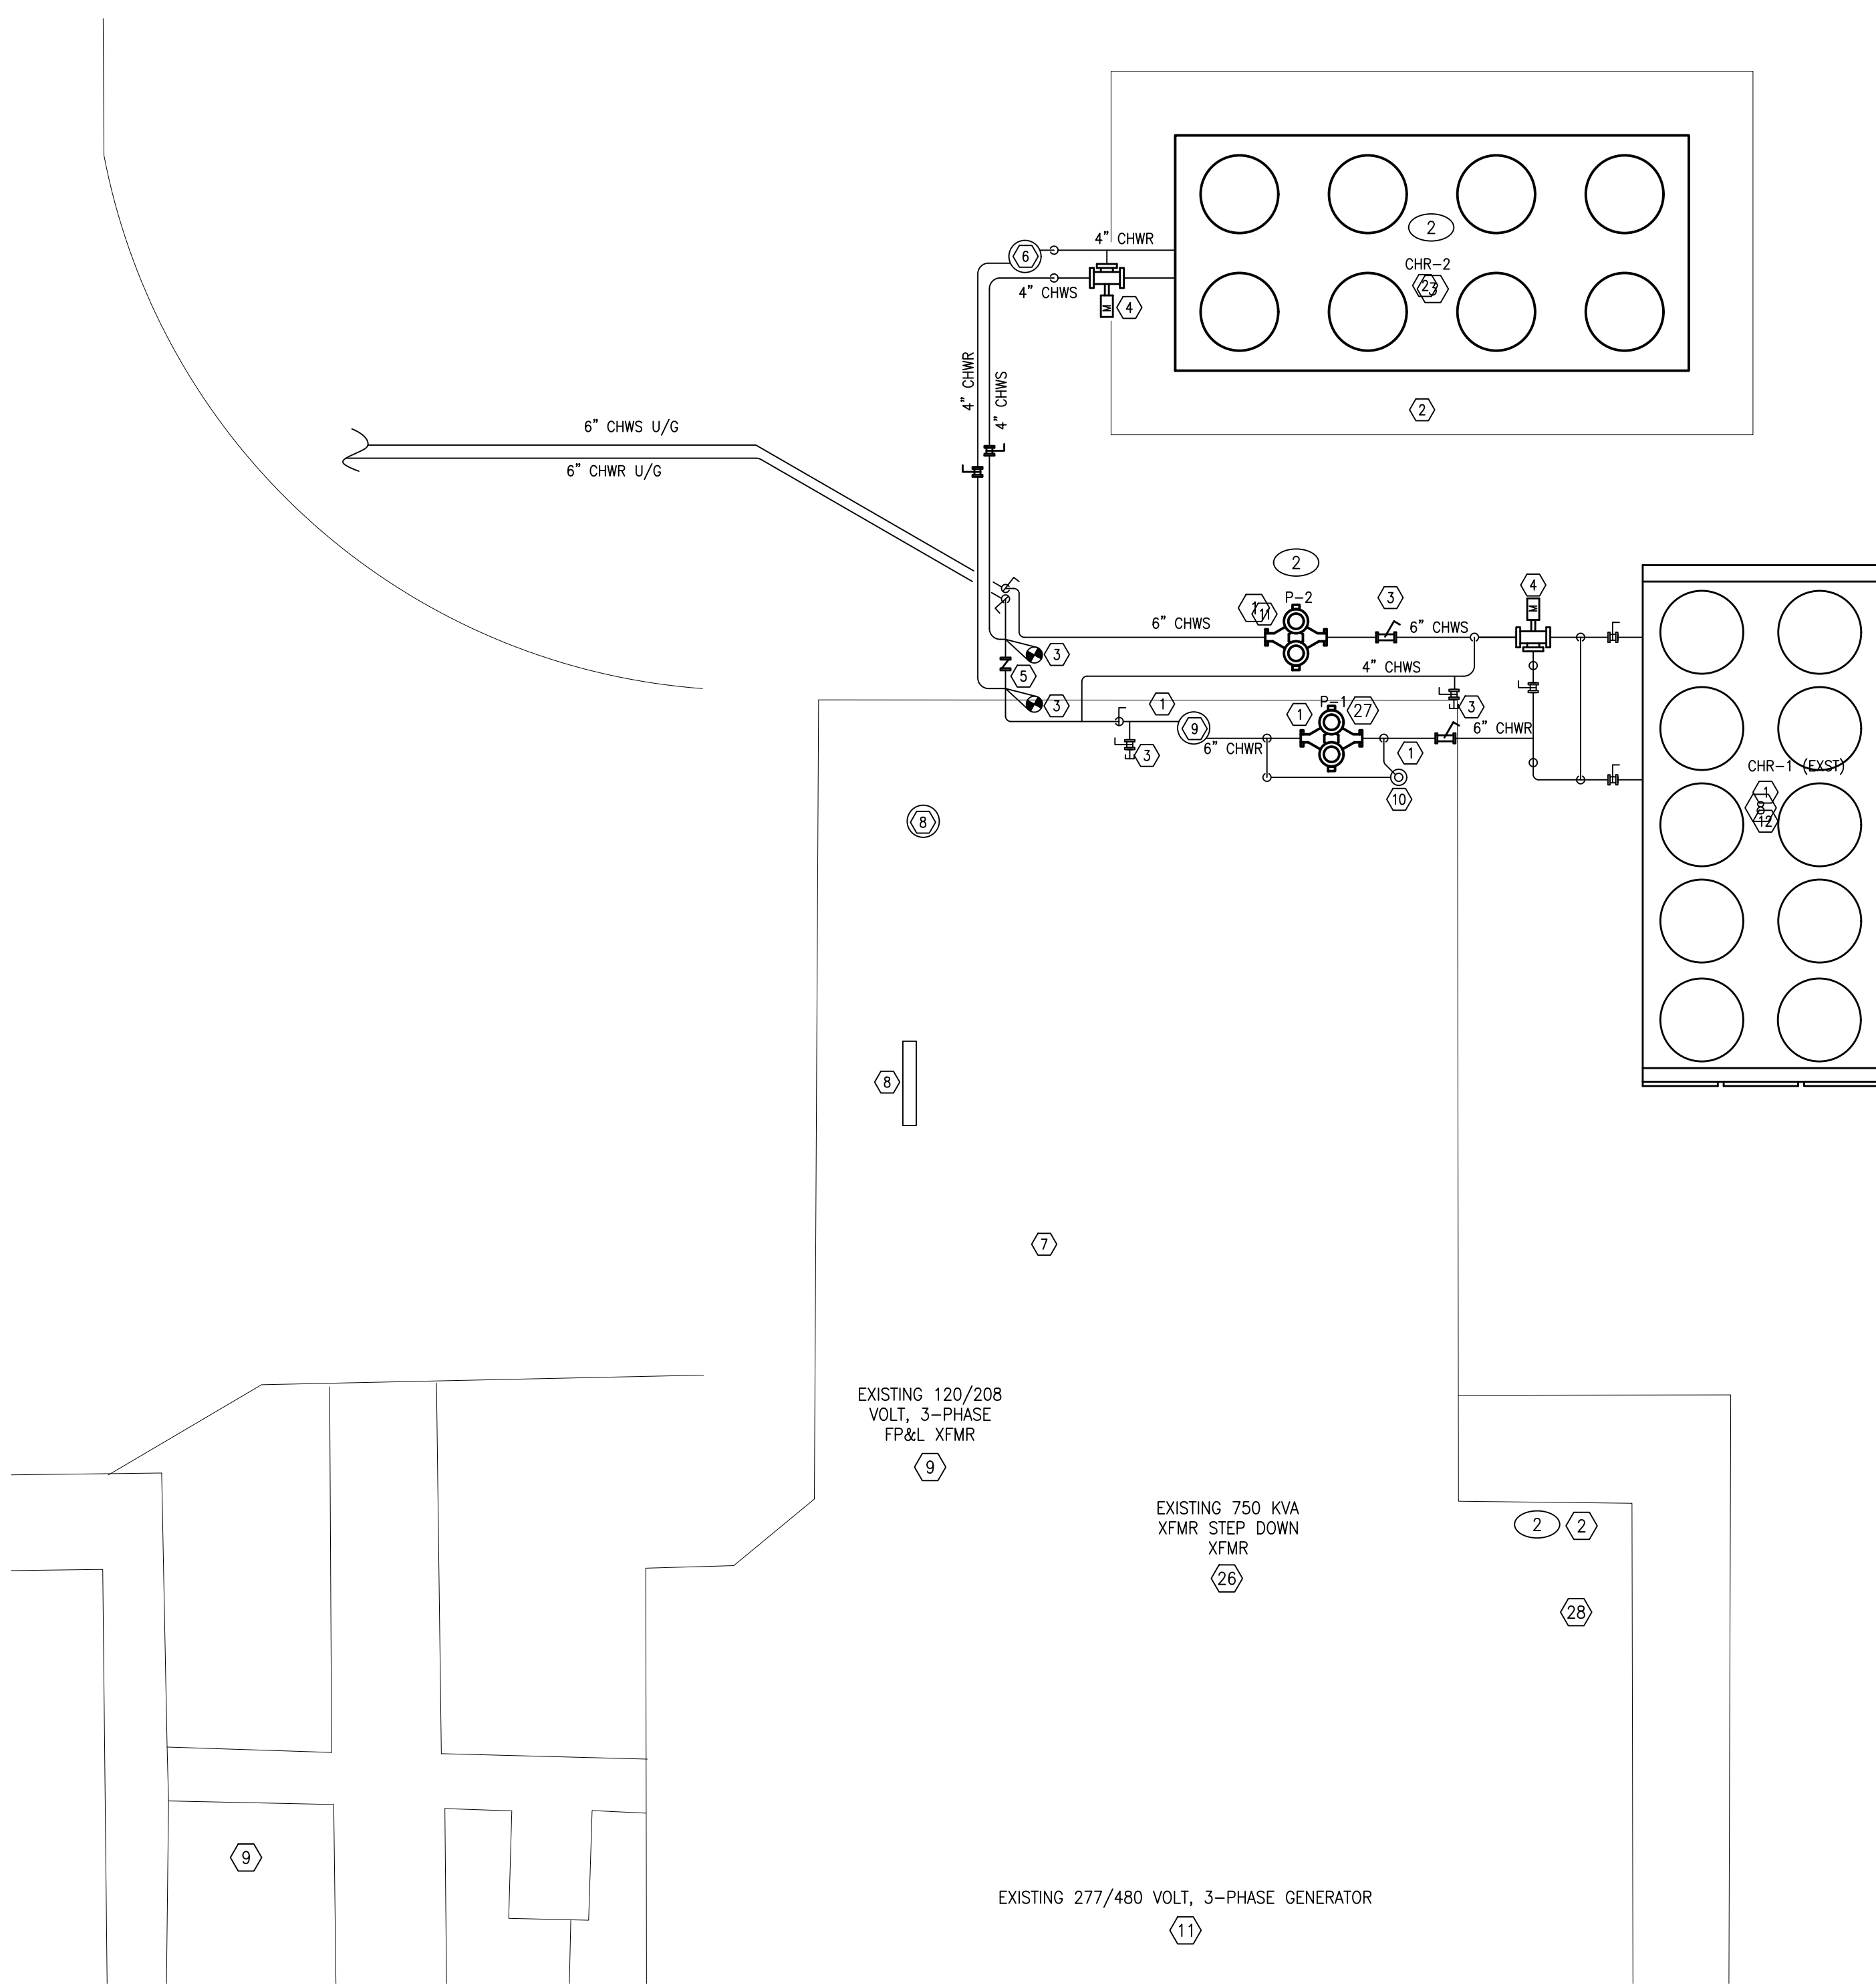 2
4" CHWR
6
CHR-2
2
3
4" CHWS
M
4
4" CHWR
4" CHWS
2
6" CHWS U/G
6" CHWR U/G
2
4
M
P-2
3
1
11
6" CHWS
6" CHWS
3
4" CHWS
5
3
1
P-1
27
1
3
9
6" CHWR
6" CHWR
3
1
CHR-1 (EXST)
1
8
12
10
8
8
7
EXISTING 120/208
VOLT, 3-PHASE
FP&L XFMR
9
EXISTING 750 KVA
XFMR STEP DOWN
XFMR
26
2
2
28
9
EXISTING 277/480 VOLT, 3-PHASE GENERATOR
11